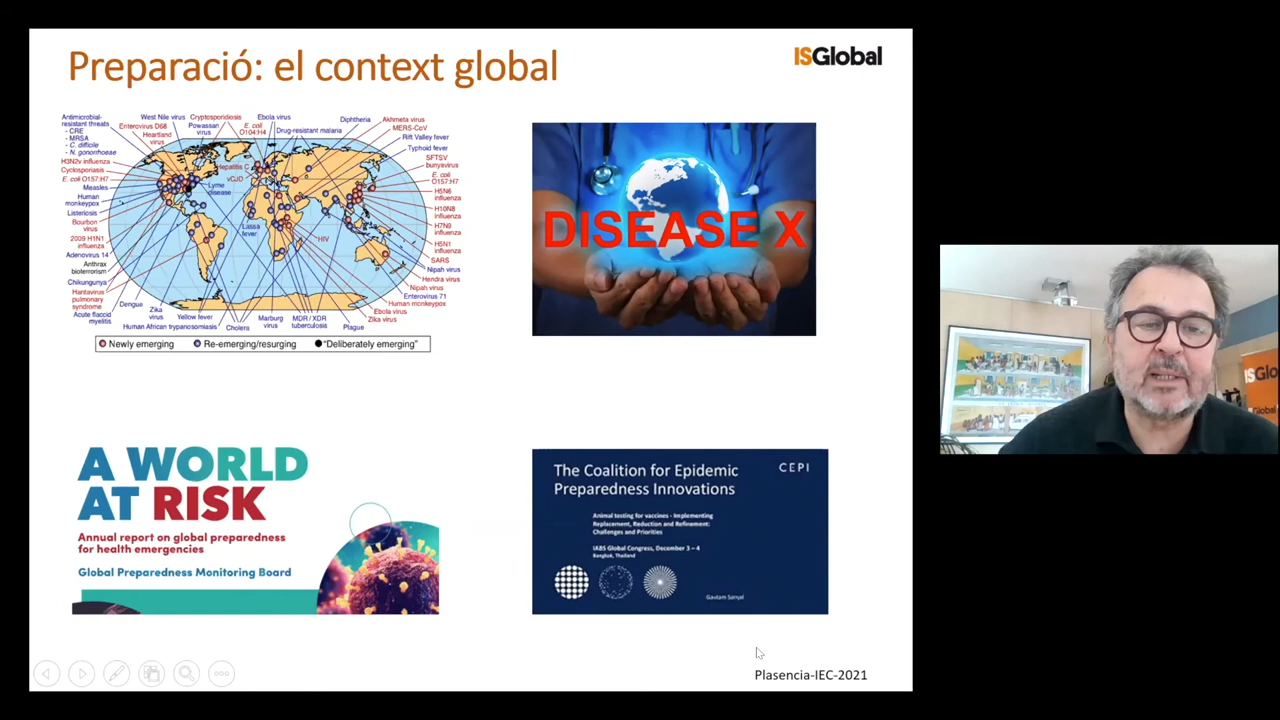 Preparació: el context global
ISGlobal
Antimicrobial-
resistant threats
- CRE
- MRSA
- C. difficile
- N. gonorrhoeae
H3N2v influenza
Cyclosporiasis
E. coli O157:H7
Measles
Human
monkeypox
Listeriosis
Bourbon
virus
2009 H1N1
influenza
Adenovirus 14
Anthrax
bioterrorism
Chikungunya
Hantavirus
pulmonary
syndrome
Acute flaccid
myelitis
Enterovirus D68
Heartland
virus
West Nile virus
Powassan
virus
Cryptosporidiosis
E. coli
O104:H4
Ebola virus
Drug-resistant malaria
Diphtheria
Akhmeta virus
MERS-CoV
Rift Valley fever
Typhoid fever
SFTSV
bunyavirus
E. coli
O157:H7
H5N6
influenza
H10N8
influenza
H7N9
influenza
H5N1
influenza
SARS
Nipah virus
Hendra virus
Nipah virus
Enterovirus 71
Human monkeypox
Ebola virus
Zika virus
Hepatitis C
vCJD
Lyme
disease
Lassa
fever
HIV
Dengue
Zika
virus
Yellow fever
Human African trypanosomiasis
Cholera
Marburg
virus
MDR / XDR
tuberculosis
Plague
Newly emerging
Re-emerging/resurging
"Deliberately emerging"
DISEASE X
A WORLD
AT RISK
Annual report on global preparedness
for health emergencies
Global Preparedness Monitoring Board
The Coalition for Epidemic
Preparedness Innovations
CEPI
Animal testing for vaccines - Implementing
Replacement, Reduction and Refinement:
Challenges and Priorities
IABS Global Congress, December 3 – 4
Bangkok, Thailand
Gautam Sanyal
Plasencia-IEC-2021
ISGlo
Global